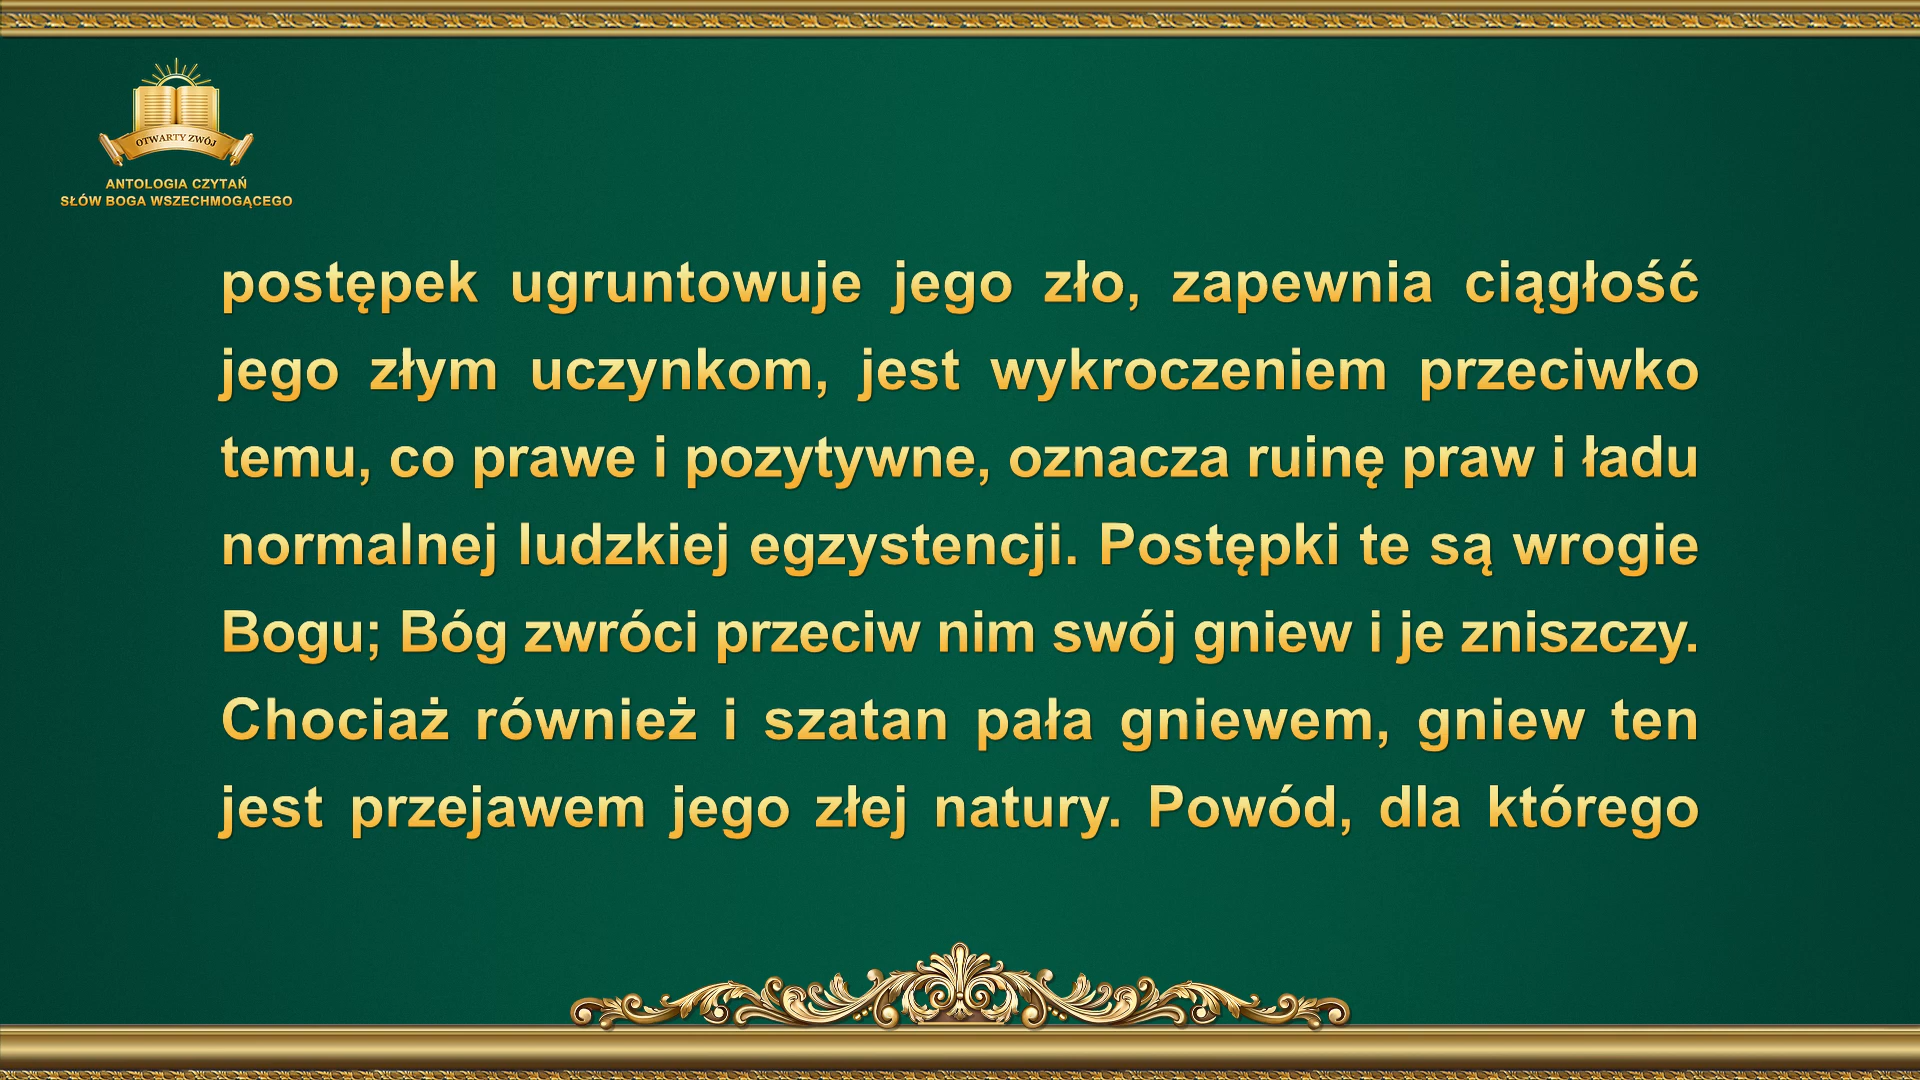 OTWARTY ZWÓJ
ANTOLOGIA CZYTAŃ
SŁÓW BOGA WSZECHMOGĄCEGO
postępek ugruntowuje jego zło, zapewnia ciągłość
jego złym uczynkom, jest wykroczeniem przeciwko
temu, co prawe i pozytywne, oznacza ruinę praw i ładu
normalnej ludzkiej egzystencji. Postępki te są wrogie
Bogu; Bóg zwróci przeciw nim swój gniew i je zniszczy.
Chociaż również i szatan pała gniewem, gniew ten
jest przejawem jego złej natury. Powód, dla którego